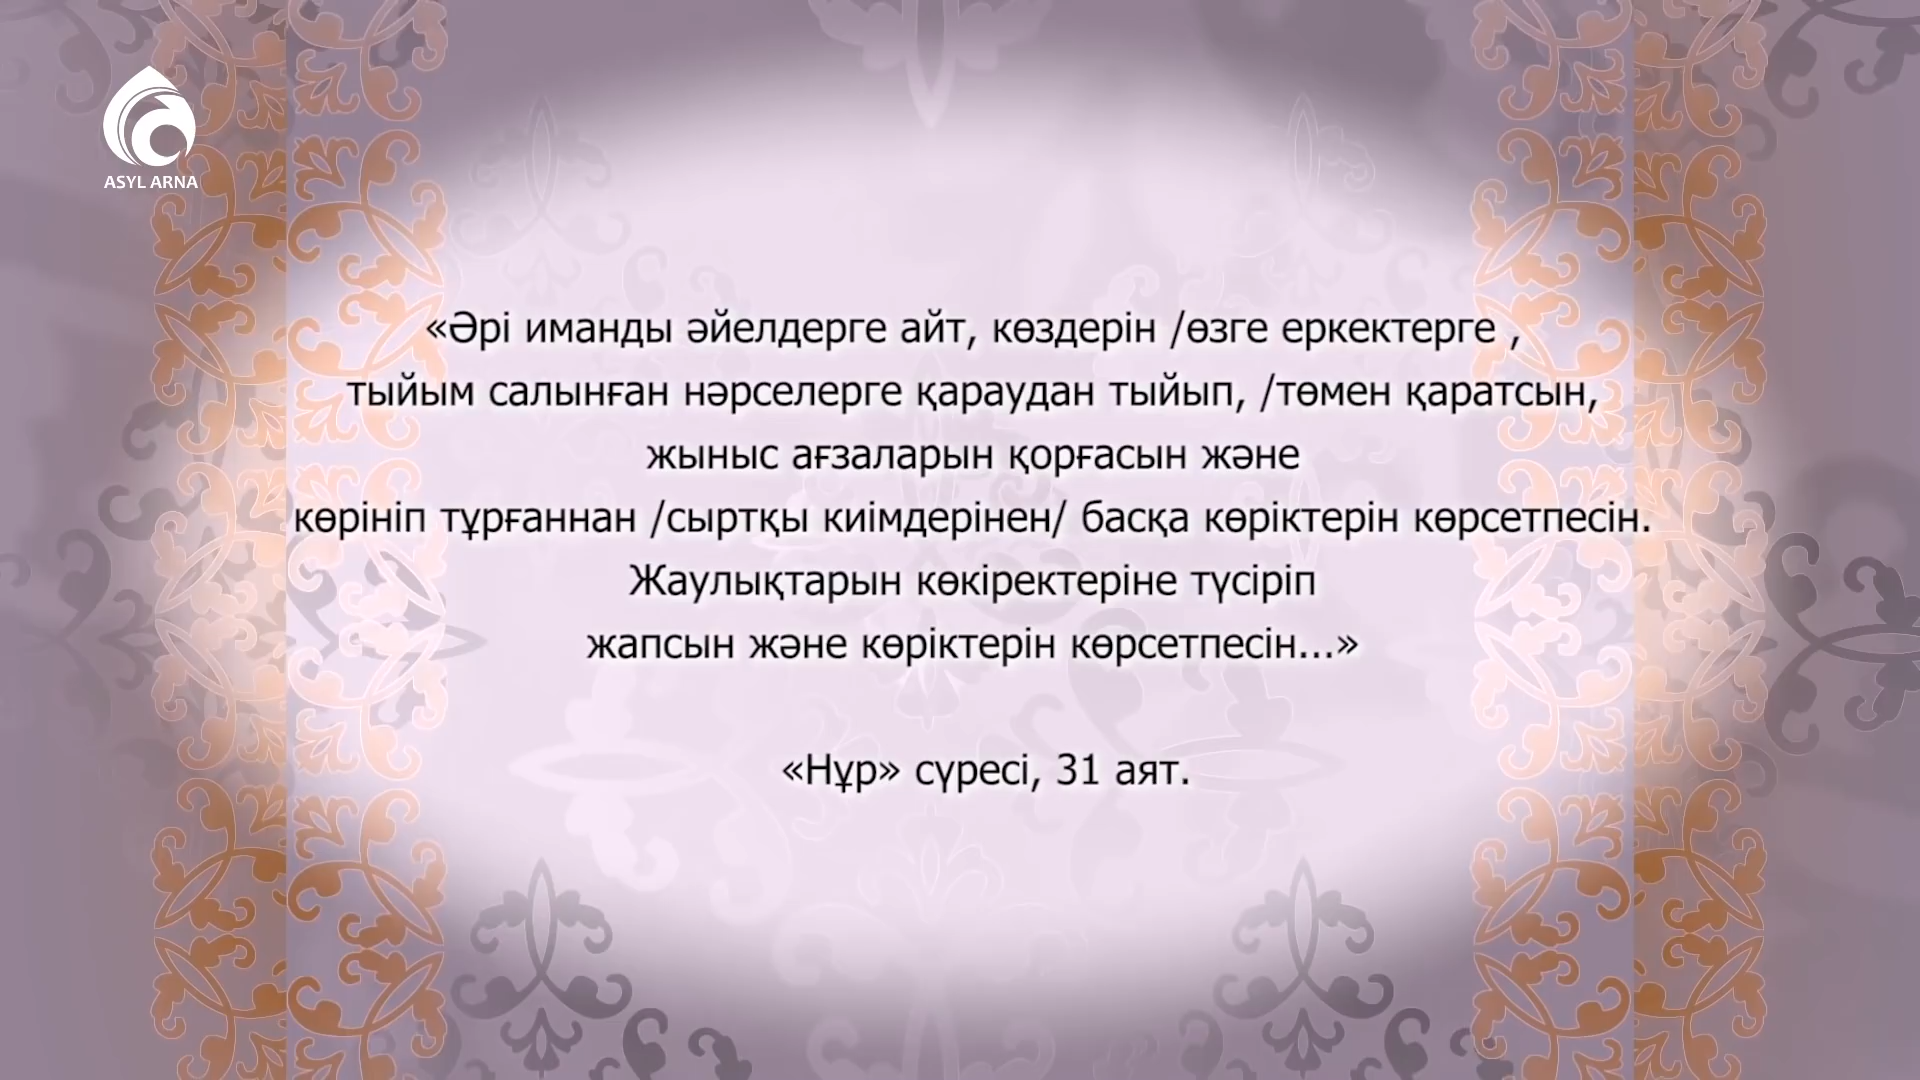 ASYL ARNA
«Әрі иманды әйелдерге айт, көздерін /өзге еркектерге ,
тыйым салынған нәрселерге қараудан тыйып, /төмен қаратсын,
жыныс ағзаларын қорғасын және
көрініп тұрғаннан /сыртқы киімдерінен/ басқа көріктерін көрсетпесін.
Жаулықтарын көкіректеріне түсіріп
жапсын және көріктерін көрсетпесін...»
«Нұр» сүресі, 31 аят.